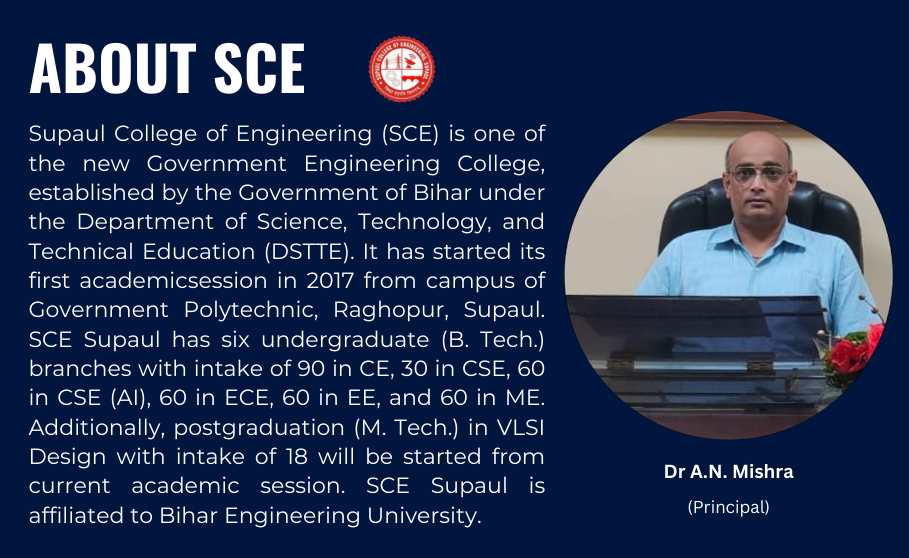 ABOUT SCE
SUPAUL COLLEGE OF ENGINEERING, SUPAUL
Supaul College of Engineering (SCE) is one of
the new Government Engineering College,
established by the Government of Bihar under
the Department of Science, Technology, and
Technical Education (DSTTE). It has started its
first academicsession in 2017 from campus of
Government Polytechnic, Raghopur, Supaul.
SCE Supaul has six undergraduate (B. Tech.)
branches with intake of 90 in CE, 30 in CSE, 60
in CSE (AI), 60 in ECE, 60 in EE, and 60 in ME.
Additionally, postgraduation (M. Tech.) in VLSI
Design with intake of 18 will be started from
current academic session. SCE Supaul is
affiliated to Bihar Engineering University.
Dr A.N. Mishra
(Principal)